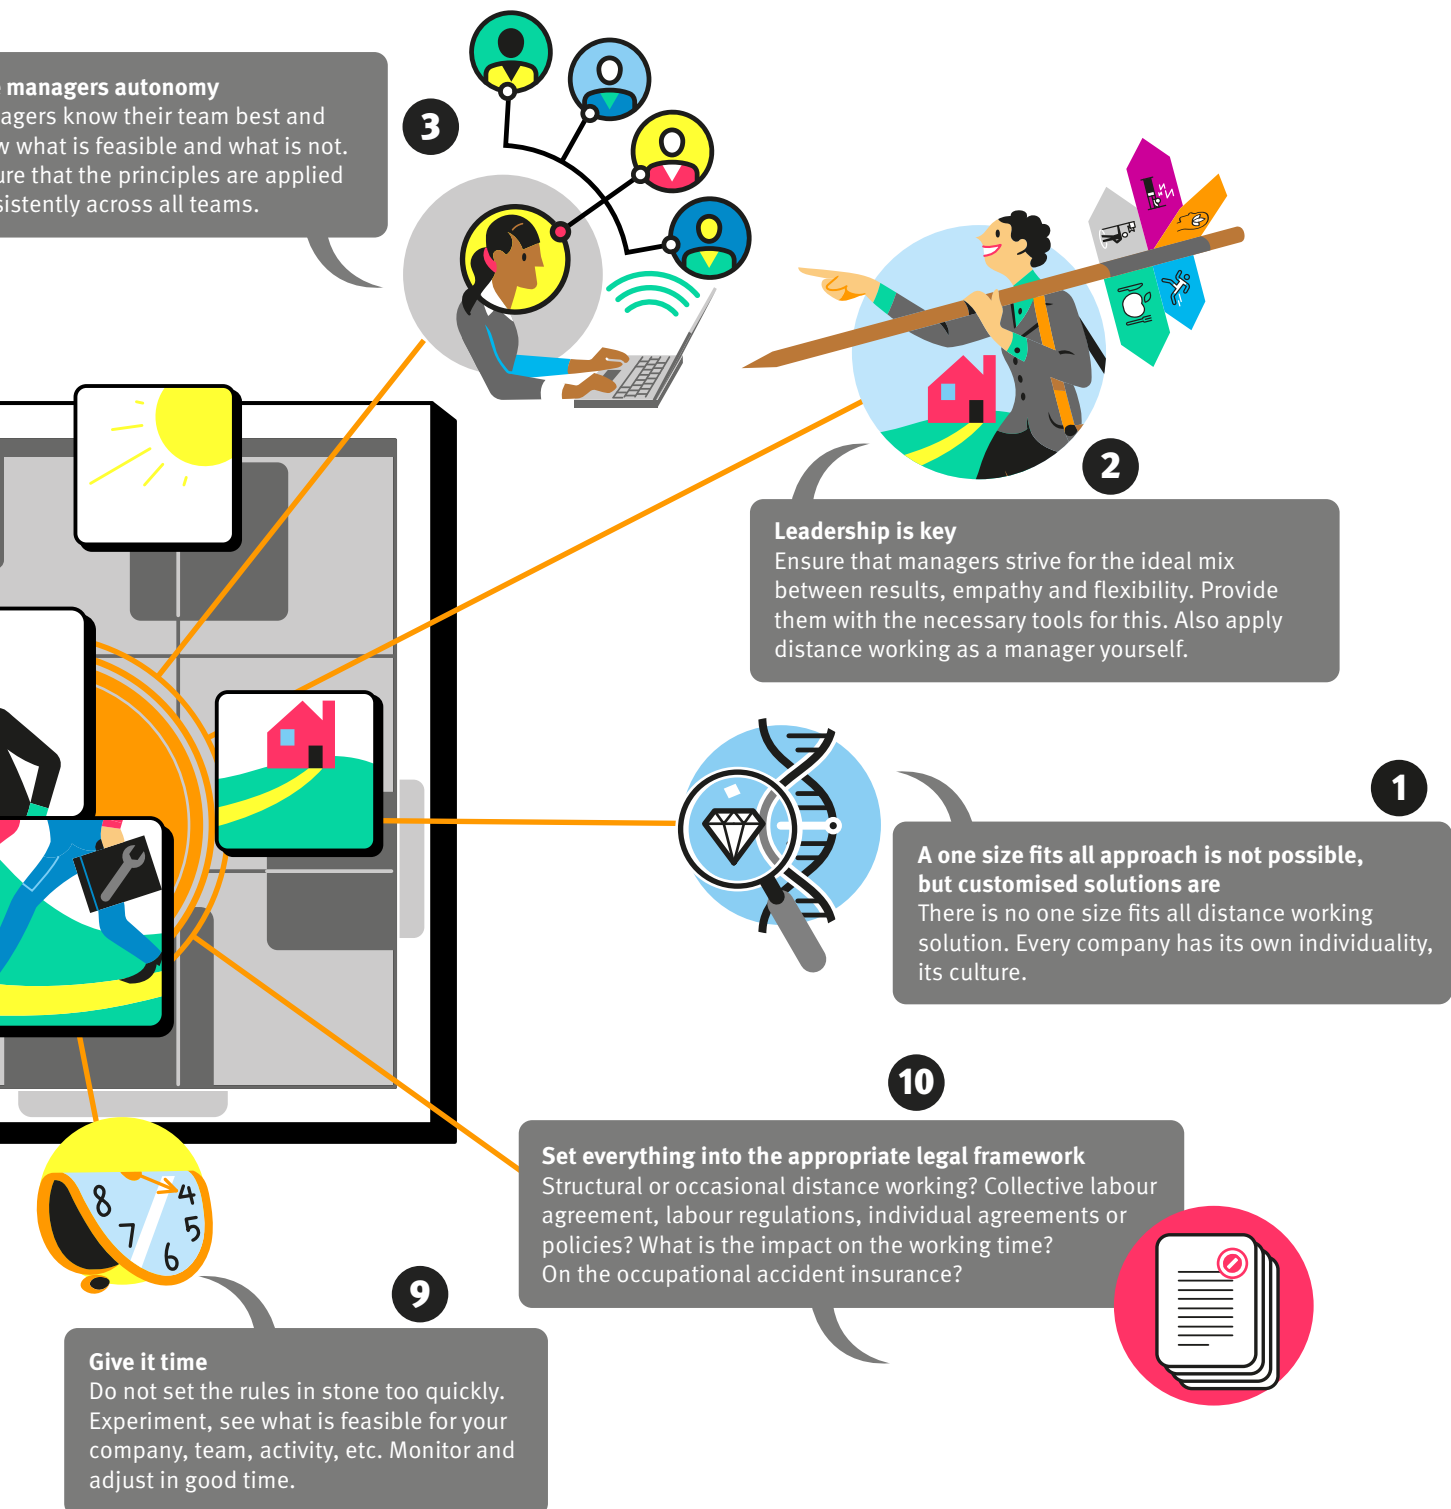 managers autonomy
know their team best and
what is feasible and what is not.
that the principles are applied
across all teams.
3
2
Leadership is key
Ensure that managers strive for the ideal mix
between results, empathy and flexibility. Provide
them with the necessary tools for this. Also apply
distance working as a manager yourself.
1
A one size fits all approach is not possible,
but customised solutions are
There is no one size fits all distance working
solution. Every company has its own individuality,
its culture.
10
Set everything into the appropriate legal framework
Structural or occasional distance working? Collective labour
agreement, labour regulations, individual agreements or
policies? What is the impact on the working time?
On the occupational accident insurance?
8
4
7
5
6
9
Give it time
Do not set the rules in stone too quickly.
Experiment, see what is feasible for your
company, team, activity, etc. Monitor and
adjust in good time.